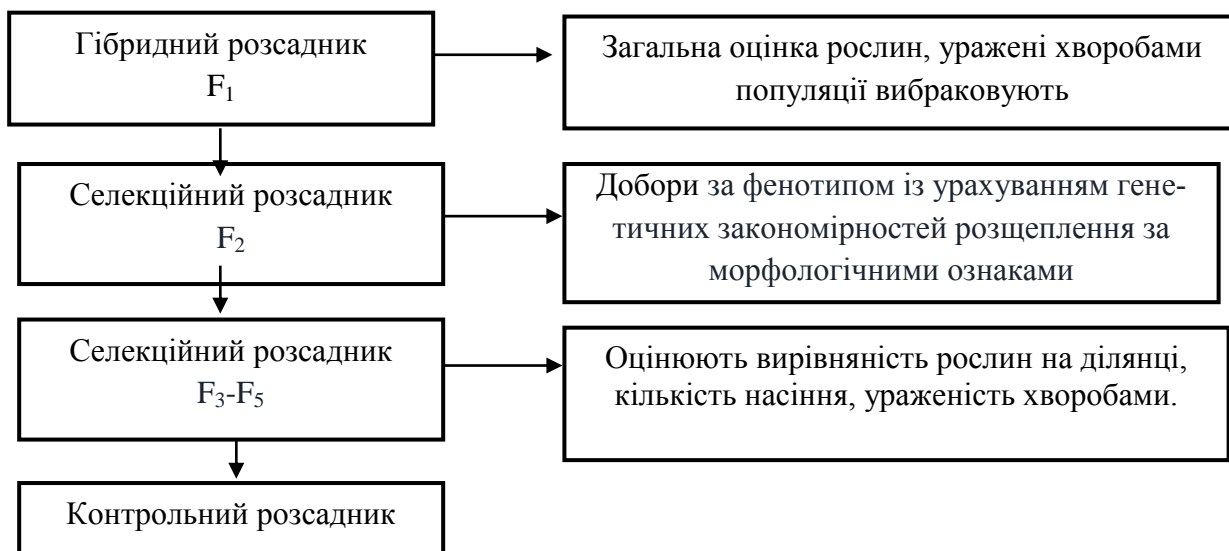 Гібридний розсадник
F₁
Загальна оцінка рослин, уражені хворобами
популяції вибраковують
Селекційний розсадник
F₂
Добори за фенотипом із урахуванням гене-
тичних закономірностей розщеплення за
морфологічними ознаками
Селекційний розсадник
F₃-F₅
Оцінюють вирівняність рослин на ділянці,
кількість насіння, ураженість хворобами.
Контрольний розсадник